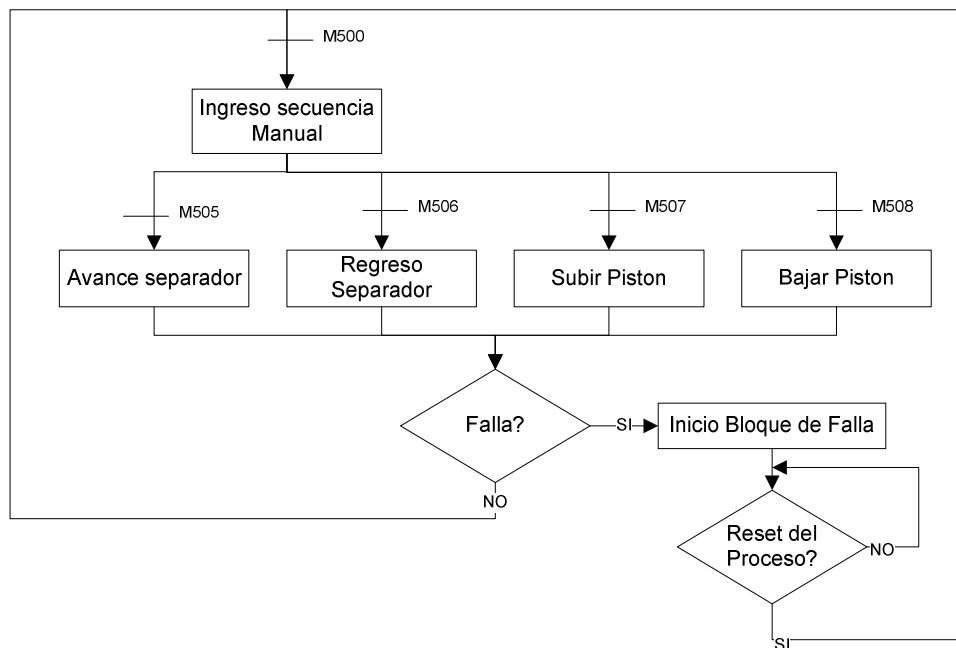 M500
Ingreso secuencia
Manual
M505
M506
M507
M508
Avance separador
Regreso
Separador
Subir Piston
Bajar Piston
Falla?
SI
Inicio Bloque de Falla
NO
Reset del
Proceso?
NO
SI